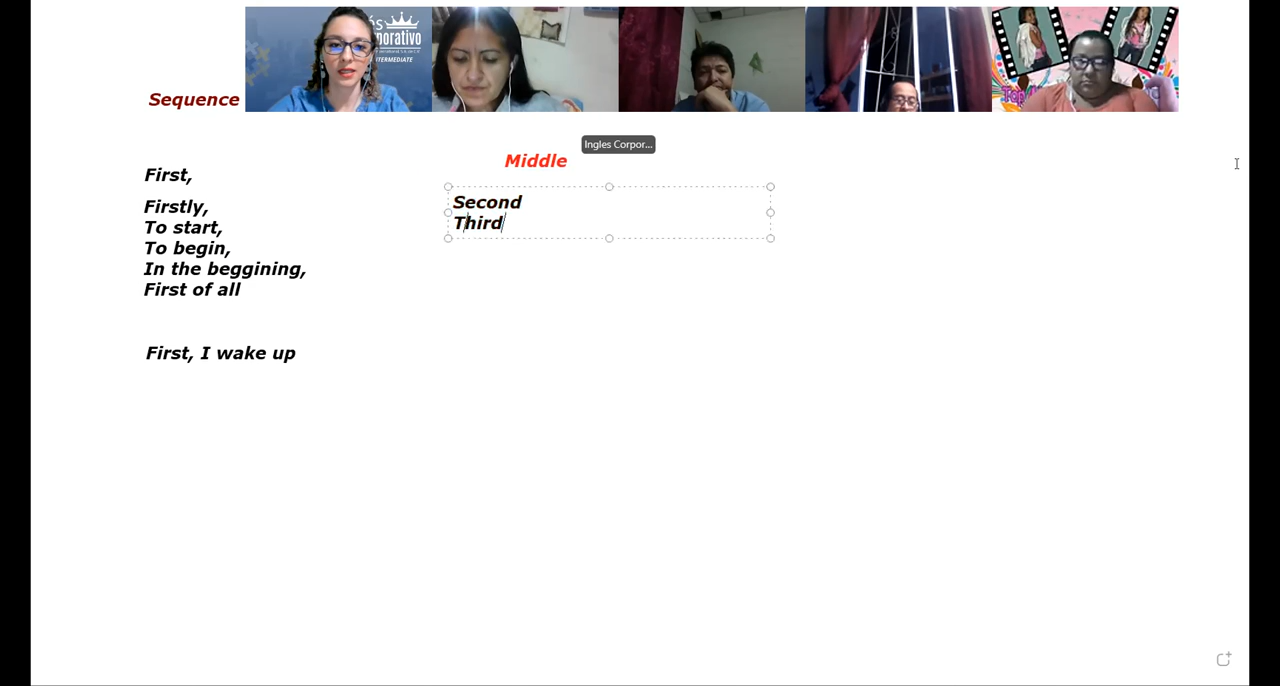 Sequence
Ingles Corpor...
Middle
First,
Second
Firstly,
Third
To start,
To begin,
In the beggining,
First of all
First, I wake up